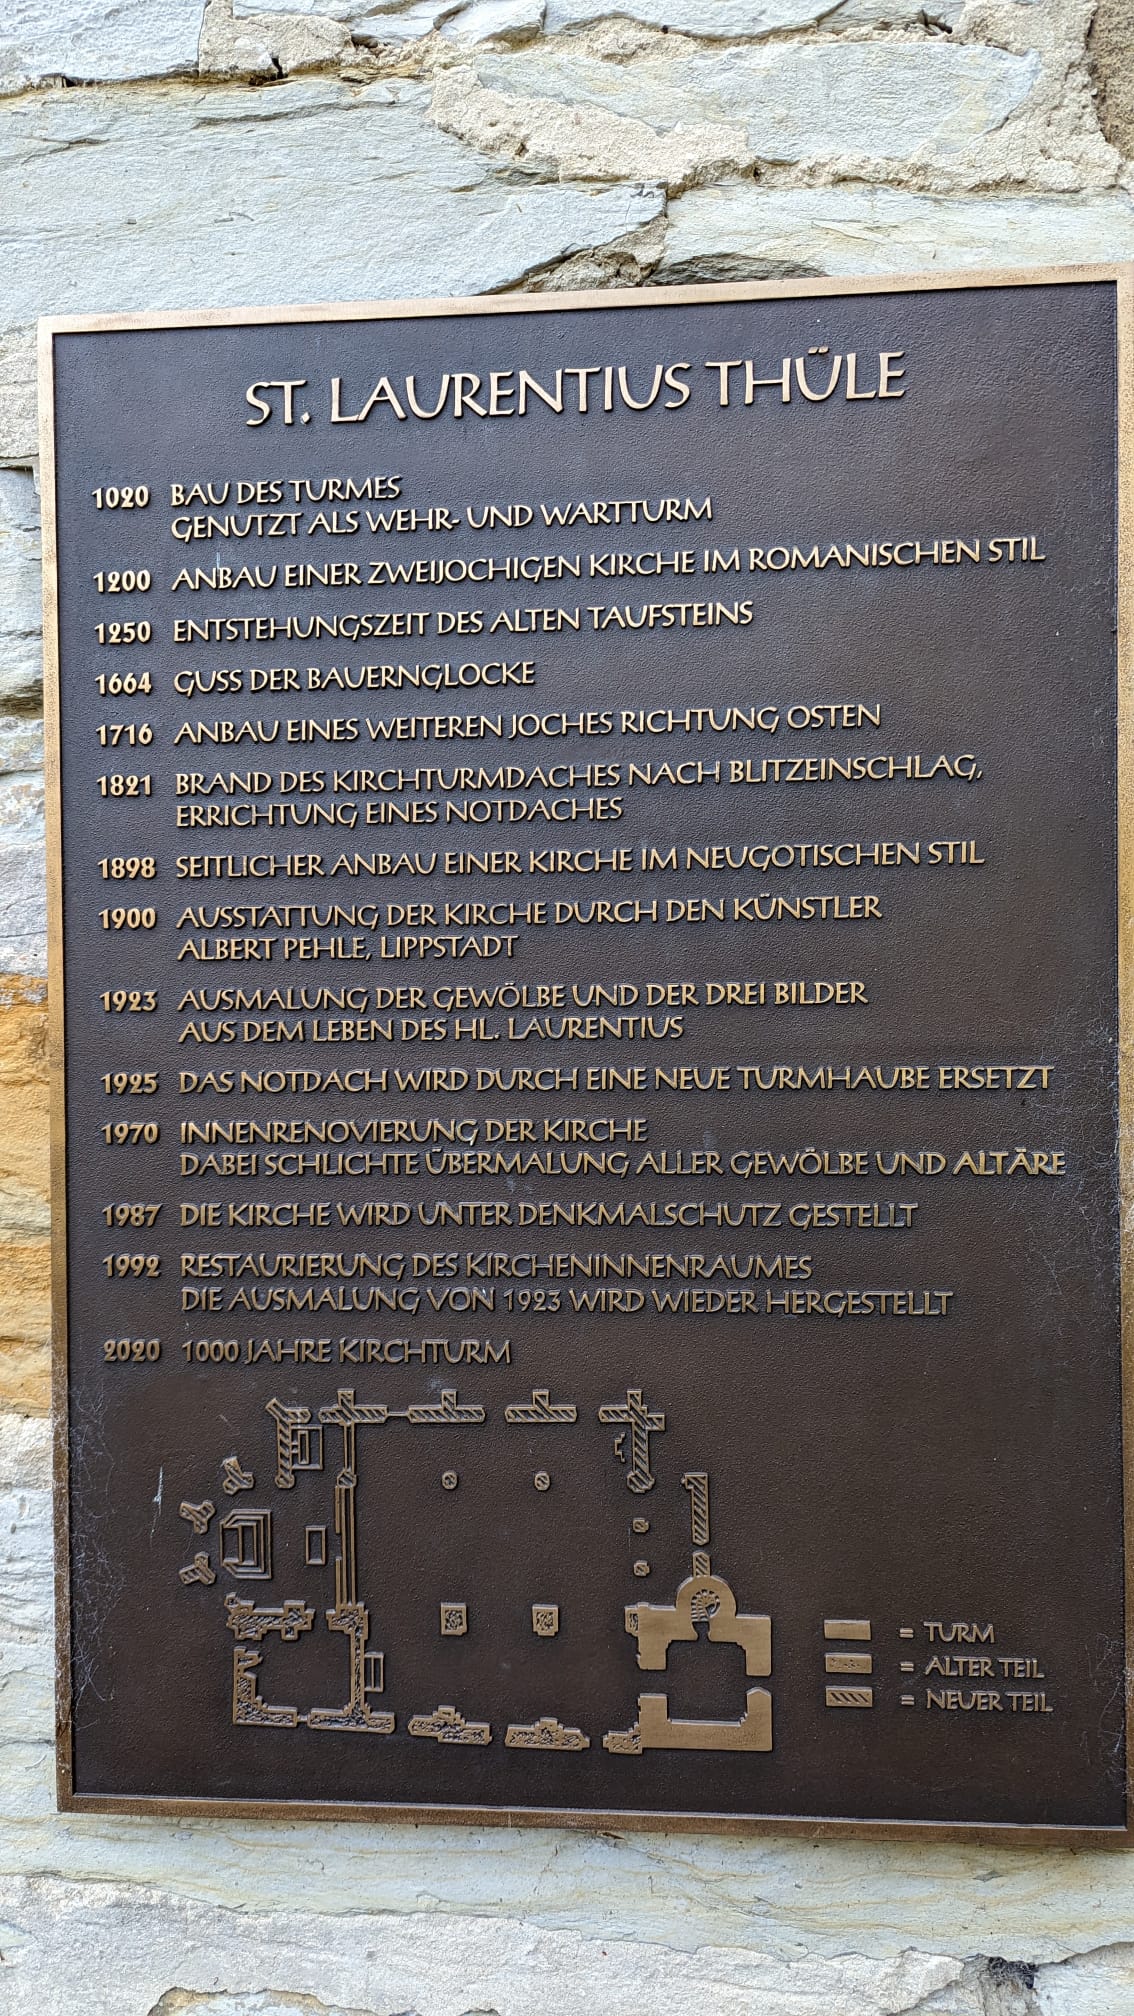 ST. LAURENTIUS THÜLE
1020 BAU DES TURMES
GENUTZT ALS WEHR- UND WARTTURM
1200 ANBAU EINER ZWEIJOCHIGEN KIRCHE IM ROMANISCHEN STIL
1250 ENTSTEHUNGSZEIT DES ALTEN TAUFSTEINS
1664 GUSS DER BAUERNGLOCKE
1716 ANBAU EINES WEITEREN JOCHES RICHTUNG OSTEN
1821 BRAND DES KIRCHTURMDACHES NACH BLITZEINSCHLAG,
ERRICHTUNG EINES NOTDACHES
1898 SEITLICHER ANBAU EINER KIRCHE IM NEUGOTISCHEN STIL
1900 AUSSTATTUNG DER KIRCHE DURCH DEN KÜNSTLER
ALBERT PEHLE, LIPPSTADT
1923 AUSMALUNG DER GEWÖLBE UND DER DREI BILDER
AUS DEM LEBEN DES HL. LAURENTIUS
1925 DAS NOTDACH WIRD DURCH EINE NEUE TURMHAUBE ERSETZT
1970 INNENRENOVIERUNG DER KIRCHE
DABEI SCHLICHTE ÜBERMALUNG ALLER GEWÖLBE UND ALTÄRE
1987 DIE KIRCHE WIRD UNTER DENKMALSCHUTZ GESTELLT
1992 RESTAURIERUNG DES KIRCHENINNENRAUMES
DIE AUSMALUNG VON 1923 WIRD WIEDER HERGESTELLT
2020 1000 JAHRE KIRCHTURM
= TURM
= ALTER TEIL
= NEUER TEIL